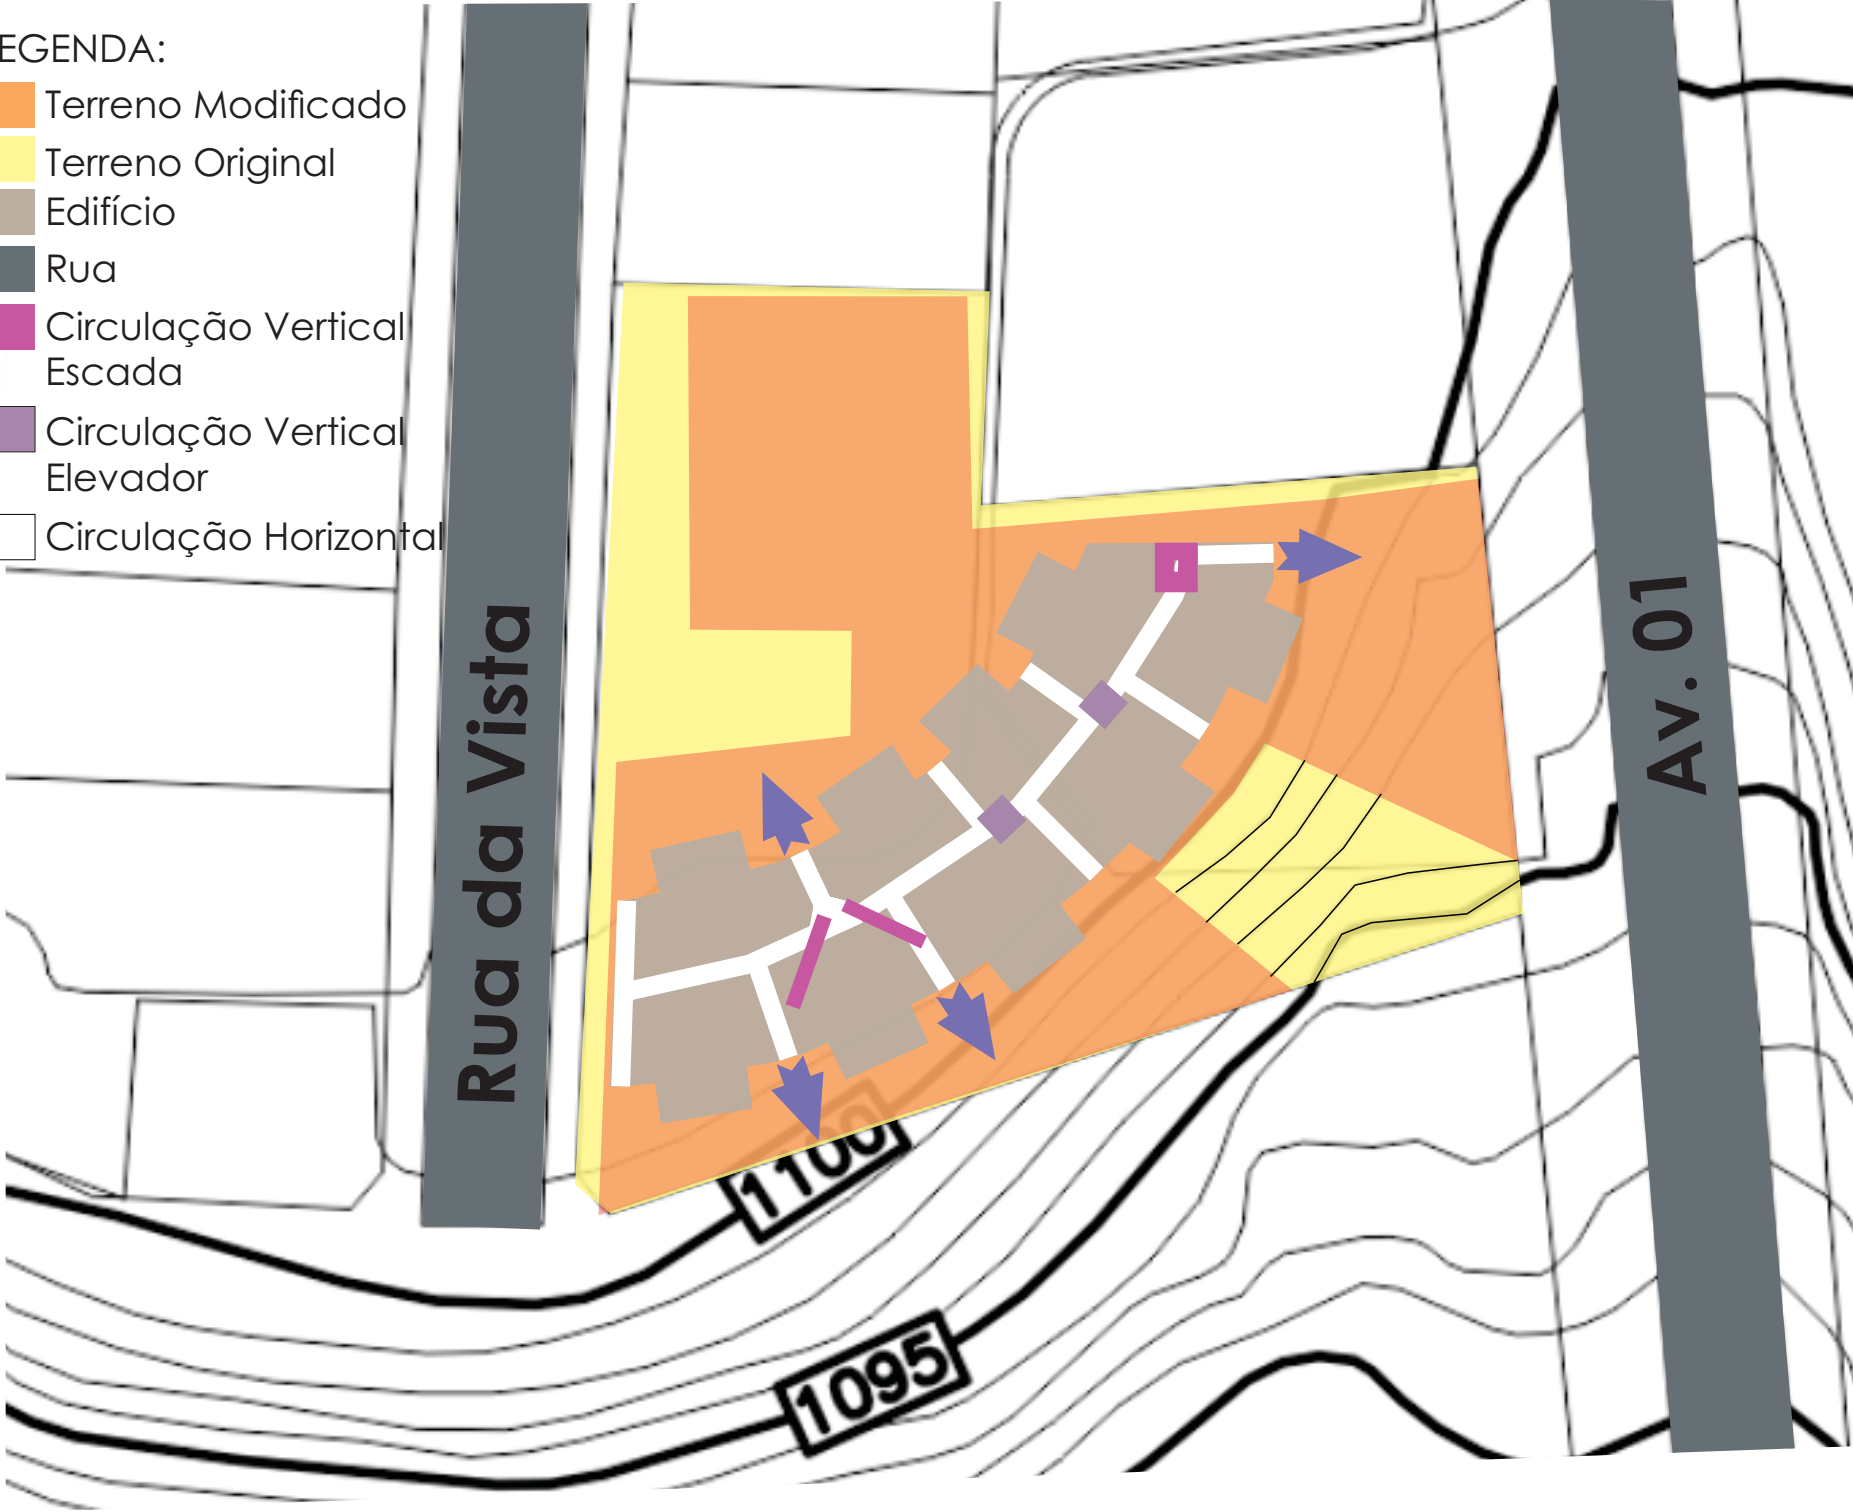 EGENDA:
Terreno Modificado
Terreno Original
Edifício
Rua
Circulação Vertical
Escada
Circulação Vertical
Elevador
Circulação Horizontal
Rua da Vista
Av. 01
1100
1095